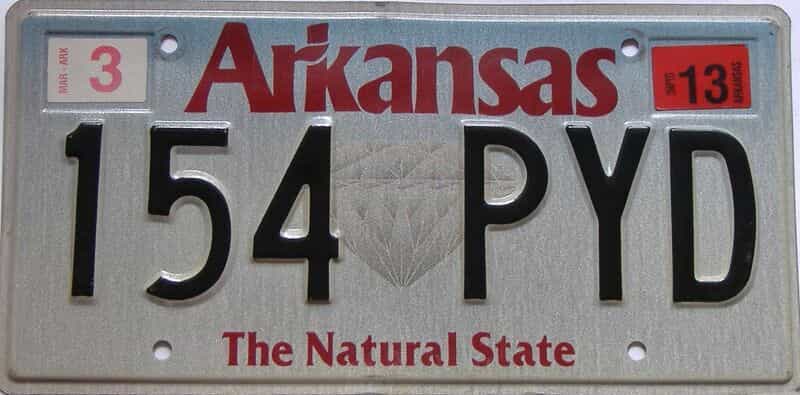 MAR - ARK
3
Arkansas
13
ARKANSAS
154 PYD
The Natural State